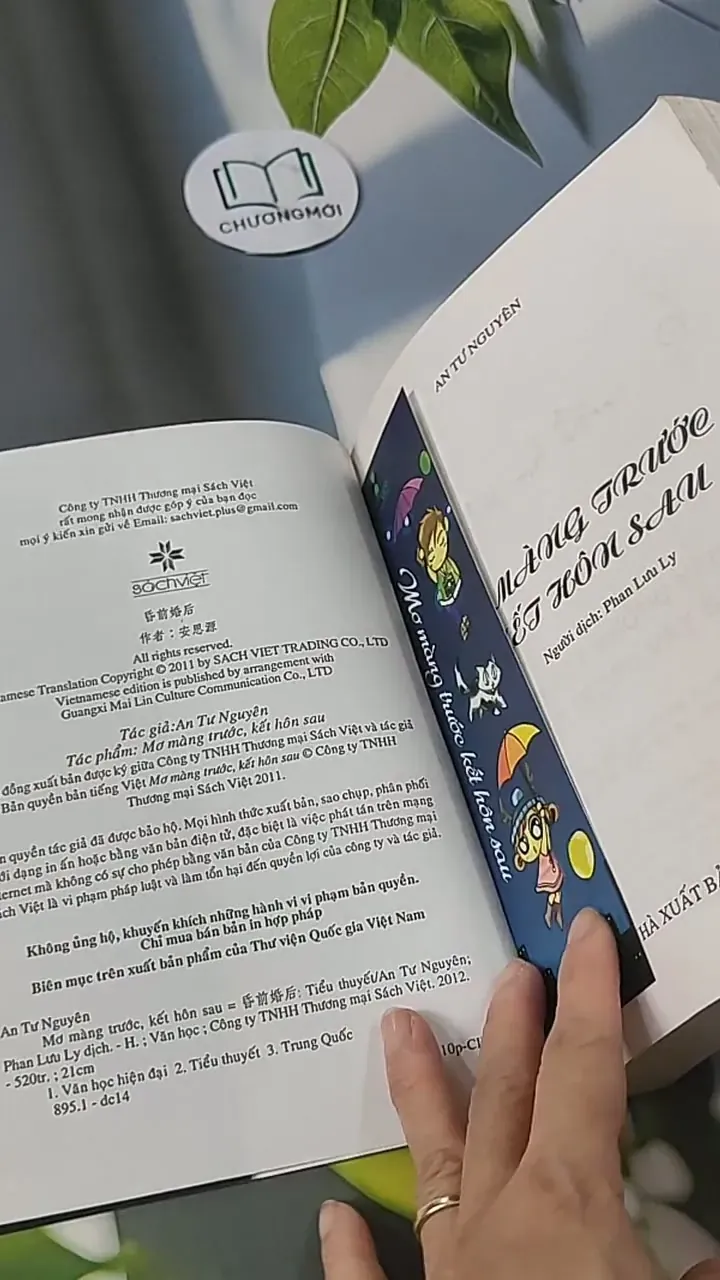 CHƯƠNGMỚI
Công ty TNHH Thương mại Sách Việt
rất mong nhận được góp ý của bạn đọc
mọi ý kiến xin gửi về Email: sachviet.plus@gmail.com
sáchviệt
昏前婚后
作者：安思源
All rights reserved.
amese Translation Copyright © 2011 by SACH VIET TRADING CO., LTD
Vietnamese edition is published by arrangement with
Guangxi Mai Lin Culture Communication Co., LTD
Tác giả:An Tư Nguyên
Tác phẩm: Mơ màng trước, kết hôn sau
đồng xuất bản được ký giữa Công ty TNHH Thương mại Sách Việt và tác giả
Bản quyền bản tiếng Việt Mơ màng trước, kết hôn sau © Công ty TNHH
Thương mại Sách Việt 2011.
n quyền tác giả đã được bảo hộ. Mọi hình thức xuất bản, sao chụp, phân phối
ới dạng in ấn hoặc bằng văn bản điện tử, đặc biệt là việc phát tán trên mạng
ternet mà không có sự cho phép bằng văn bản của Công ty TNHH Thương mại
ách Việt là vi phạm pháp luật và làm tổn hại đến quyền lợi của công ty và tác giả.
Không ủng hộ, khuyến khích những hành vi vi phạm bản quyền.
Chỉ mua bán bản in hợp pháp
Biên mục trên xuất bản phẩm của Thư viện Quốc gia Việt Nam
An Tư Nguyên
Mơ màng trước, kết hôn sau = 昏前婚后: Tiểu thuyết/An Tư Nguyên;
Phan Lưu Ly dịch. - H. ; Văn học ; Công ty TNHH Thương mại Sách Việt. 2012.
- 520tr. ; 21cm
1. Văn học hiện đại 2. Tiểu thuyết 3. Trung Quốc
895.1 - dc14
10p-CI
Mơ màng trước kết hôn sau
AN TƯ NGUYÊN
MÀNG TRƯỚC
ẾT HÔN SAU
Người dịch: Phan Lưu Ly
HÀ XUẤT BẢ